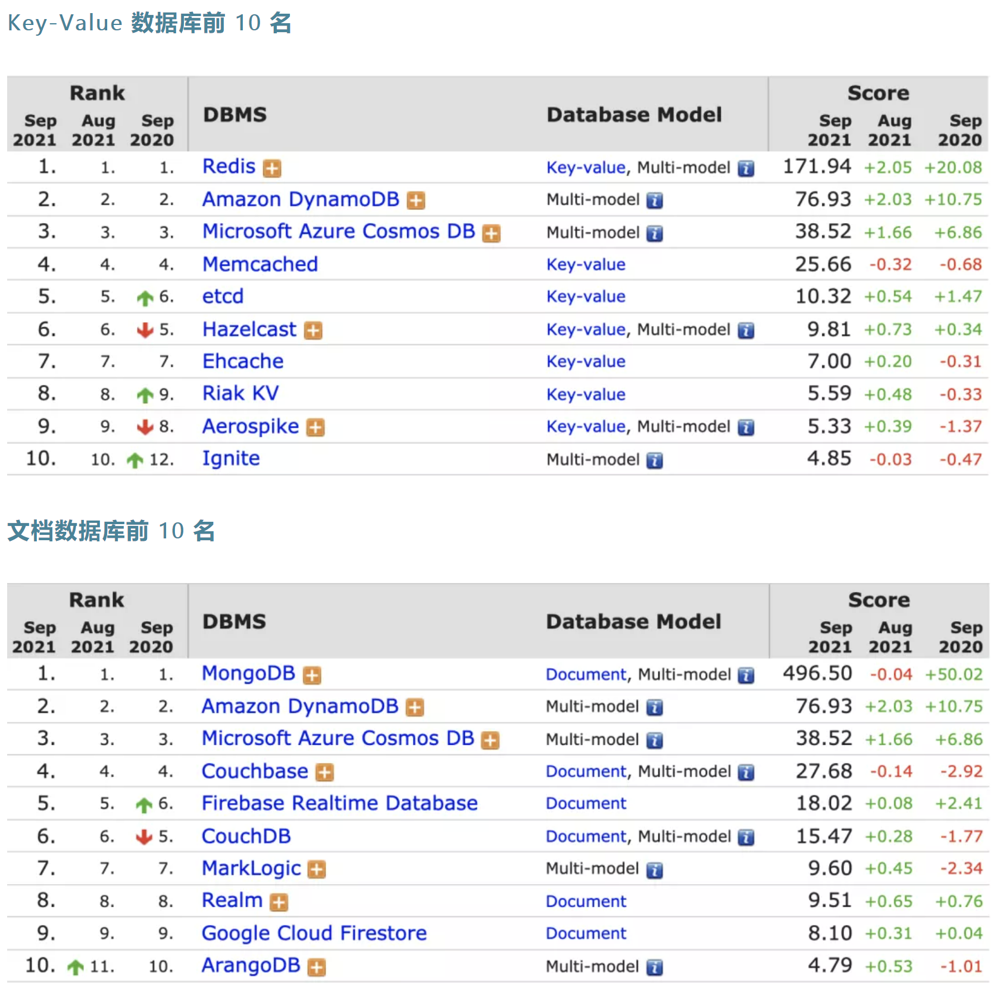 Key-Value 数据库前 10 名
Rank DBMS Database Model Score
Sep 2021 Aug 2021 Sep 2020 Sep 2021 Aug 2021 Sep 2020
1. 1. 1. Redis Key-value, Multi-model 171.94 +2.05 +20.08
2. 2. 2. Amazon DynamoDB Multi-model 76.93 +2.03 +10.75
3. 3. 3. Microsoft Azure Cosmos DB Multi-model 38.52 +1.66 +6.86
4. 4. 4. Memcached Key-value 25.66 -0.32 -0.68
5. 5. 6. etcd Key-value 10.32 +0.54 +1.47
6. 6. 5. Hazelcast Key-value, Multi-model 9.81 +0.73 +0.34
7. 7. 7. Ehcache Key-value 7.00 +0.20 -0.31
8. 8. 9. Riak KV Key-value 5.59 +0.48 -0.33
9. 9. 8. Aerospike Key-value, Multi-model 5.33 +0.39 -1.37
10. 10. 12. Ignite Multi-model 4.85 -0.03 -0.47
文档数据库前 10 名
Rank DBMS Database Model Score
Sep 2021 Aug 2021 Sep 2020 Sep 2021 Aug 2021 Sep 2020
1. 1. 1. MongoDB Document, Multi-model 496.50 -0.04 +50.02
2. 2. 2. Amazon DynamoDB Multi-model 76.93 +2.03 +10.75
3. 3. 3. Microsoft Azure Cosmos DB Multi-model 38.52 +1.66 +6.86
4. 4. 4. Couchbase Document, Multi-model 27.68 -0.14 -2.92
5. 5. 6. Firebase Realtime Database Document 18.02 +0.08 +2.41
6. 6. 5. CouchDB Document, Multi-model 15.47 +0.28 -1.77
7. 7. 7. MarkLogic Multi-model 9.60 +0.45 -2.34
8. 8. 8. Realm Document 9.51 +0.65 +0.76
9. 9. 9. Google Cloud Firestore Document 8.10 +0.31 +0.04
10. 11. 10. ArangoDB Multi-model 4.79 +0.53 -1.01